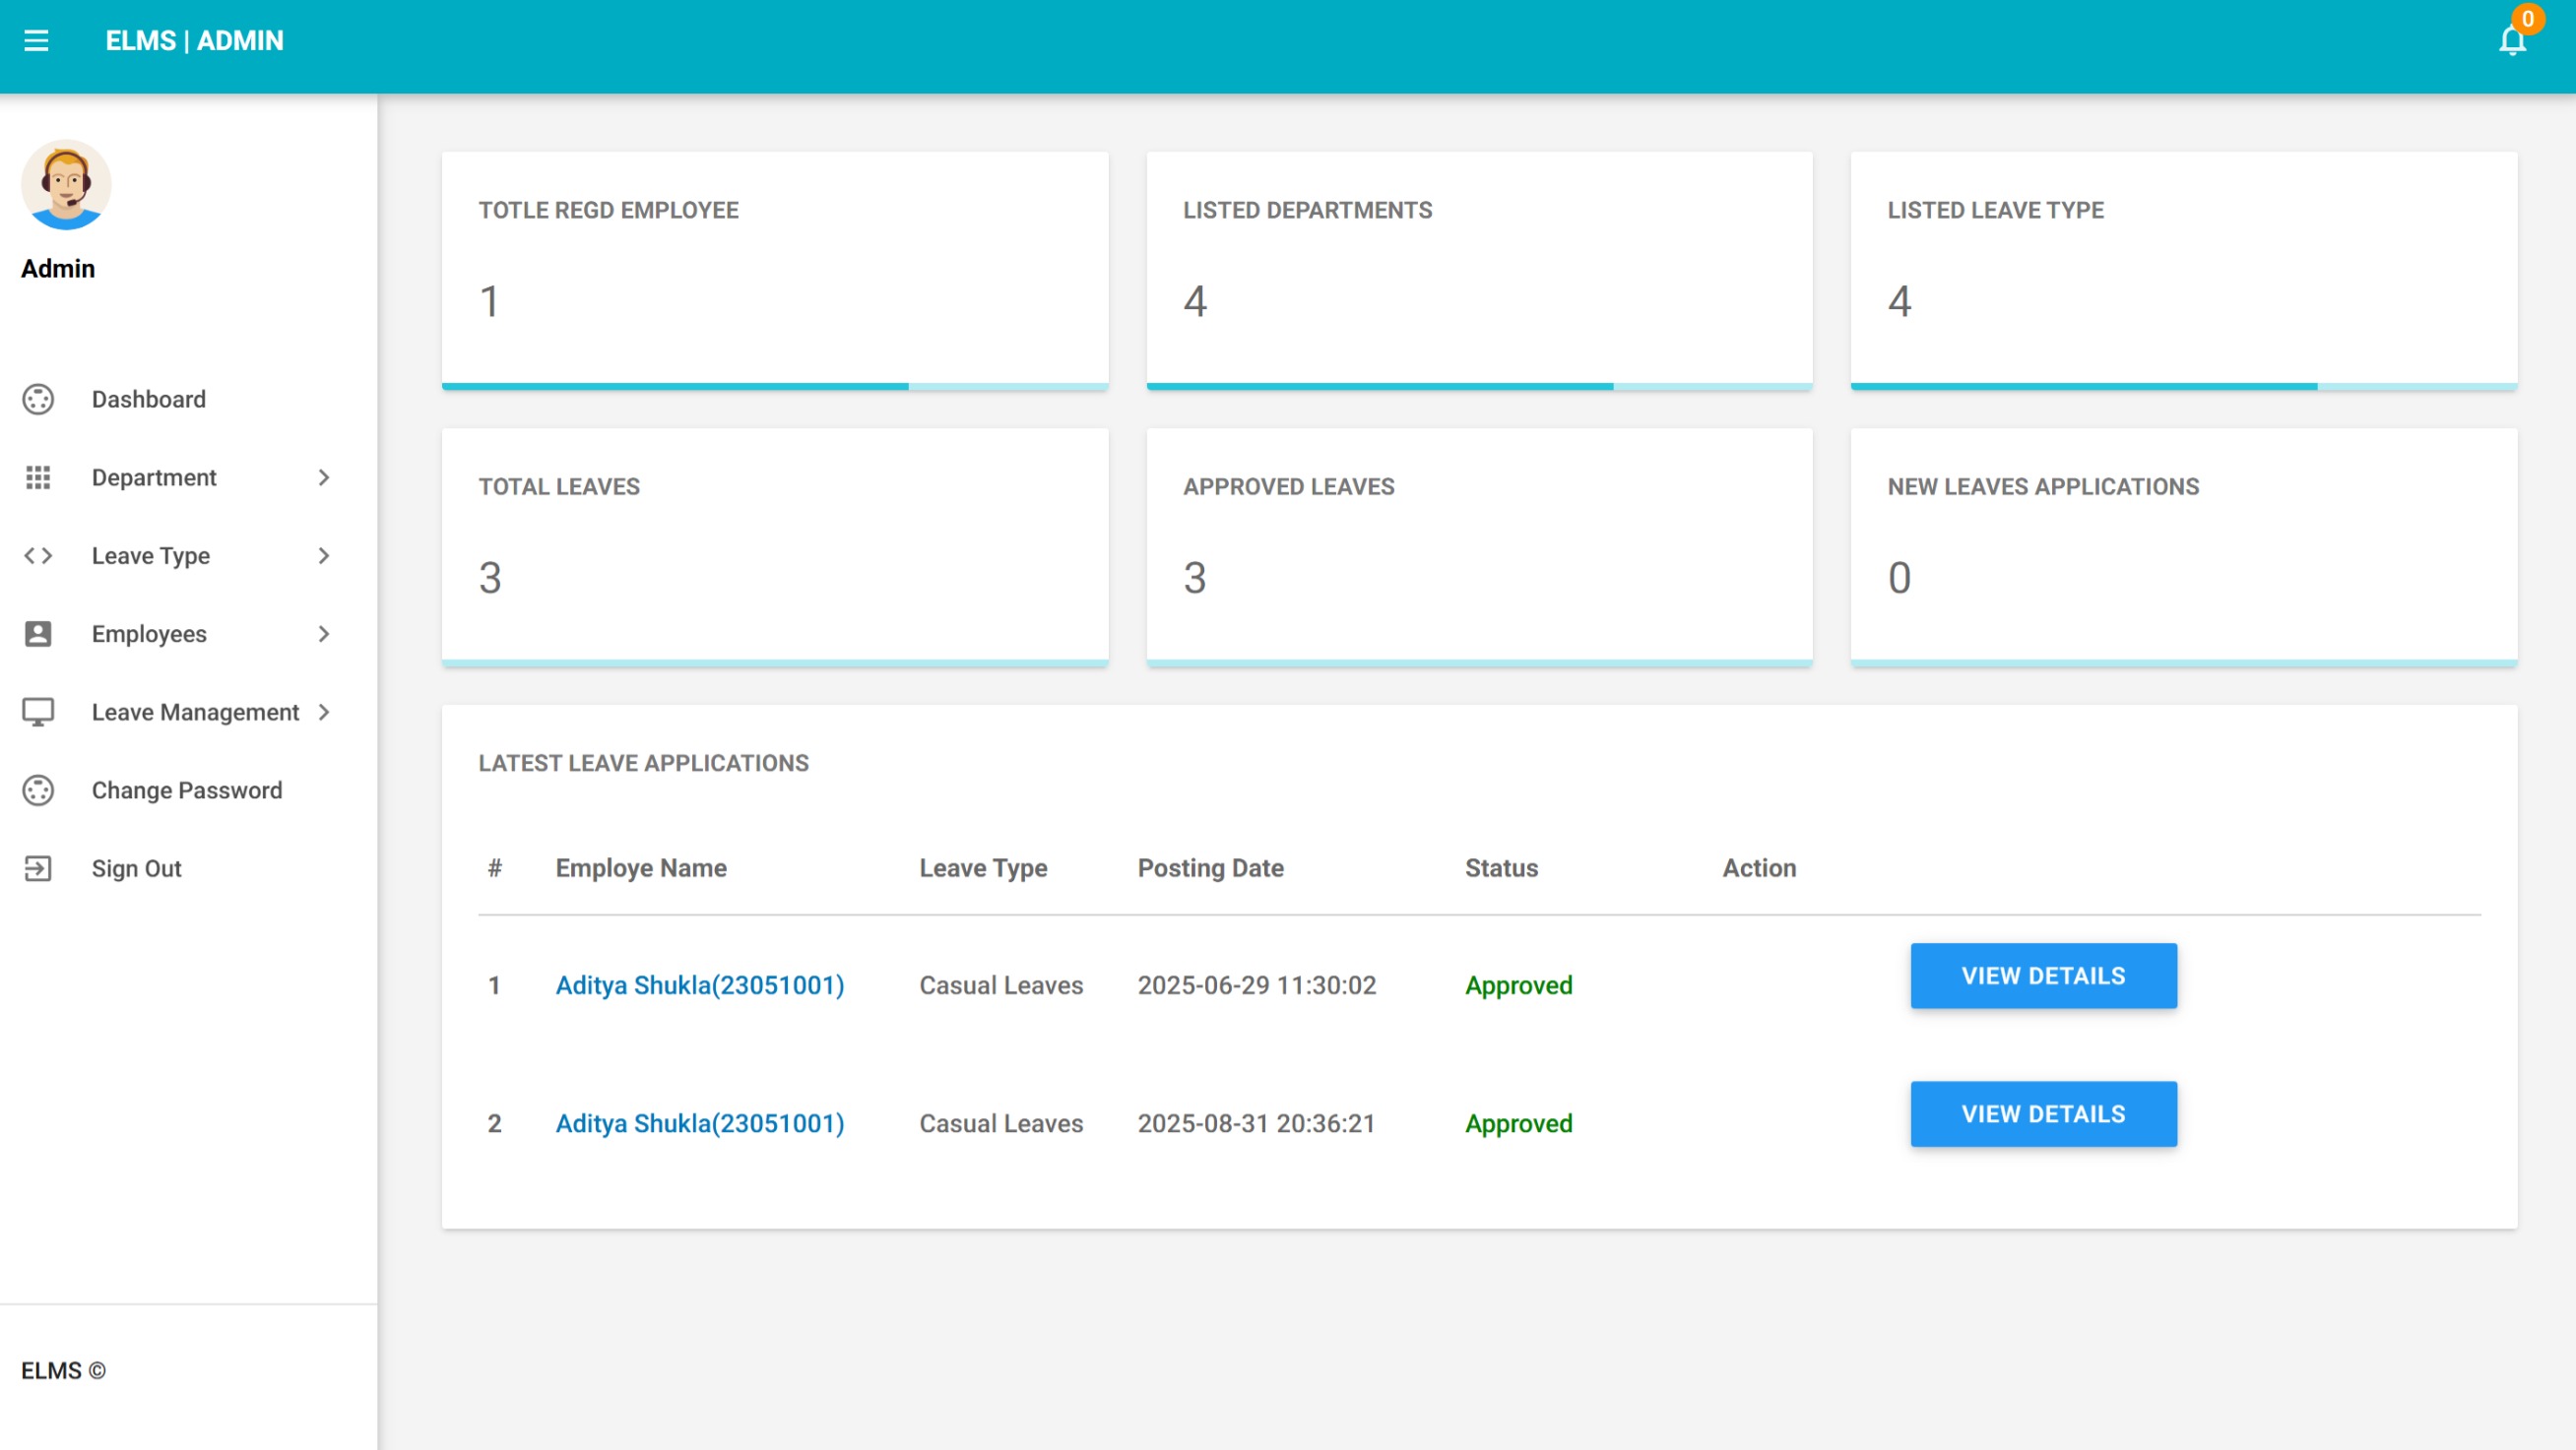 ELMS | ADMIN
0
Admin
Dashboard
Department
Leave Type
Employees
Leave Management
Change Password
Sign Out
ELMS ©
TOTLE REGD EMPLOYEE
1
LISTED DEPARTMENTS
4
LISTED LEAVE TYPE
4
TOTAL LEAVES
3
APPROVED LEAVES
3
NEW LEAVES APPLICATIONS
0
LATEST LEAVE APPLICATIONS
# Employe Name Leave Type Posting Date Status Action
1 Aditya Shukla(23051001) Casual Leaves 2025-06-29 11:30:02 Approved VIEW DETAILS
2 Aditya Shukla(23051001) Casual Leaves 2025-08-31 20:36:21 Approved VIEW DETAILS